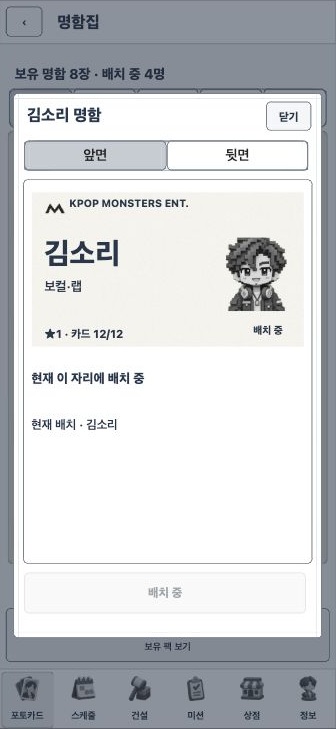 ‹ 명함집
보유 명함 8장 · 배치 중 4명
김소리 명함
닫기
앞면
뒷면
KPOP MONSTERS ENT.
김소리
보컬·랩
★1 · 카드 12/12
배치 중
현재 이 자리에 배치 중
현재 배치 · 김소리
배치 중
보유 팩 보기
포토카드
스케줄
건설
미션
상점
정보